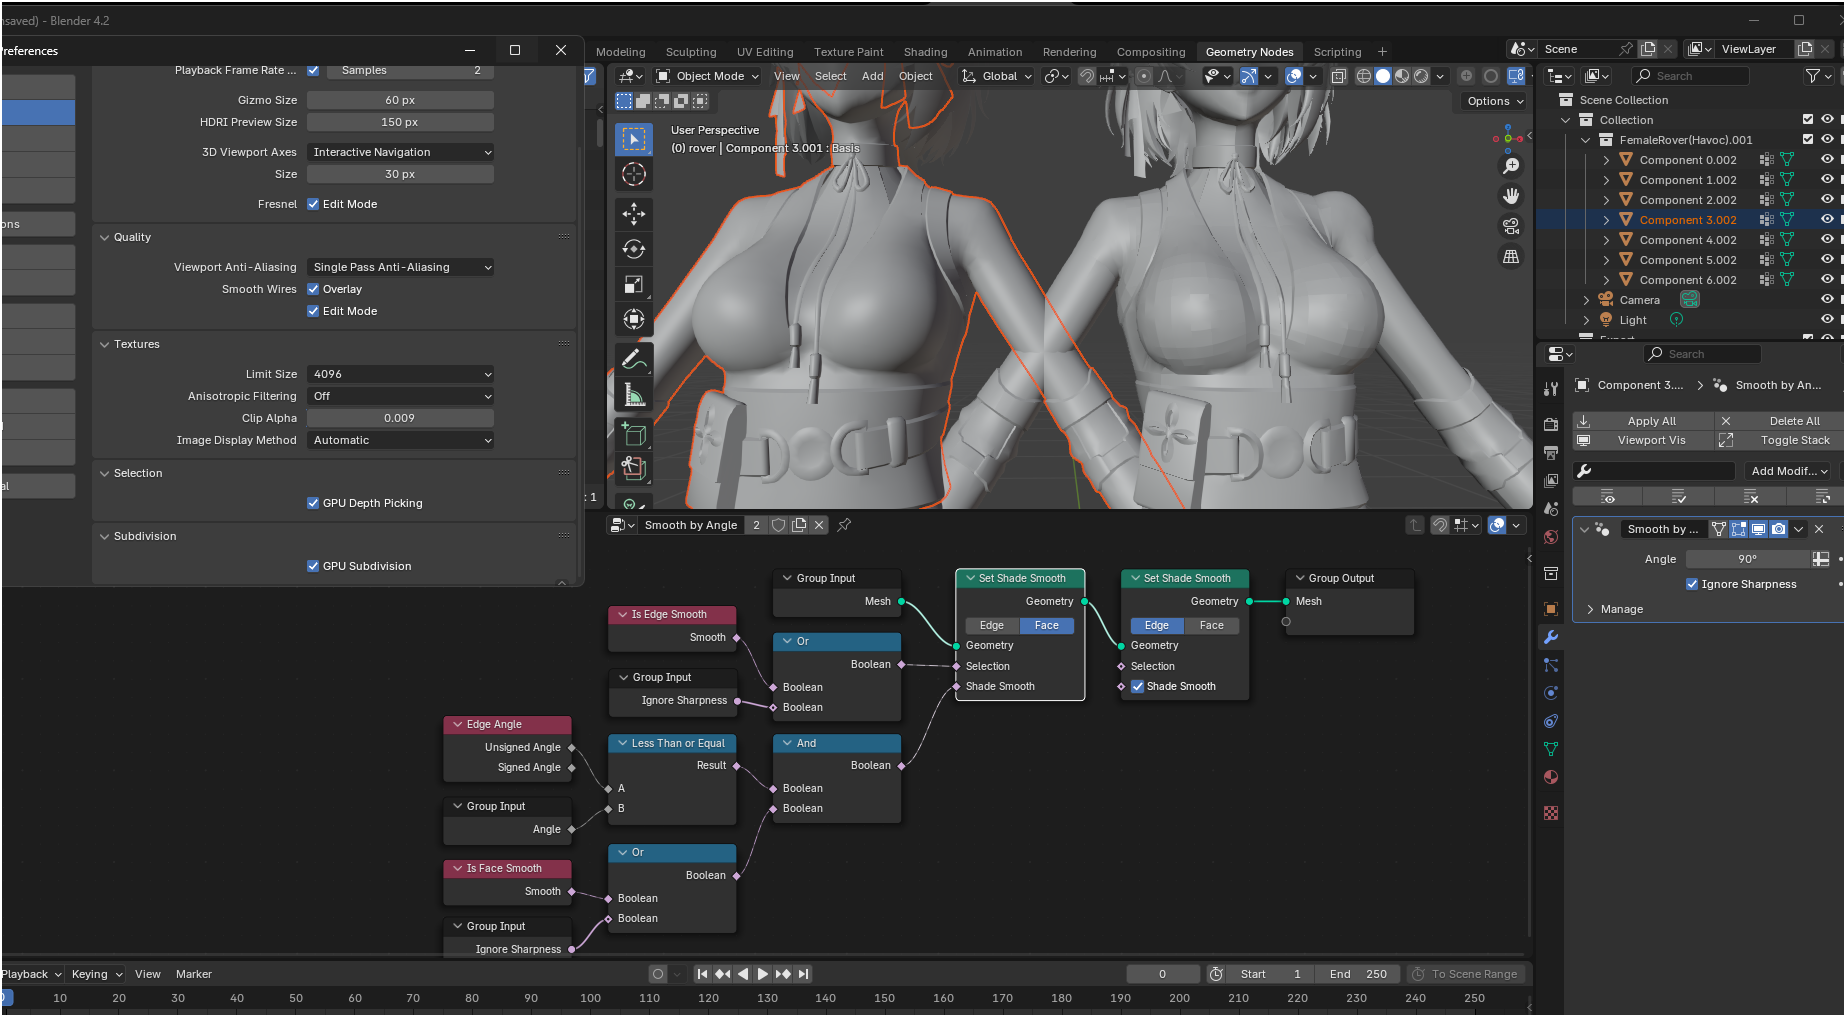 nsaved) - Blender 4.2
references
Modeling Sculpting UV Editing Texture Paint Shading Animation Rendering Compositing Geometry Nodes Scripting +
Scene
ViewLayer
Playback Frame Rate ... Samples 2
Gizmo Size 60 px
HDRI Preview Size 150 px
3D Viewport Axes Interactive Navigation
Size 30 px
Fresnel Edit Mode
ons
Quality
Viewport Anti-Aliasing Single Pass Anti-Aliasing
Smooth Wires Overlay
Edit Mode
Textures
Limit Size 4096
Anisotropic Filtering Off
Clip Alpha 0.009
Image Display Method Automatic
Selection
al
GPU Depth Picking
Subdivision
GPU Subdivision
: 1
Object Mode View Select Add Object Global
Options
User Perspective
(0) rover | Component 3.001 : Basis
Search
Scene Collection
Collection
FemaleRover(Havoc).001
Component 0.002
Component 1.002
Component 2.002
Component 3.002
Component 4.002
Component 5.002
Component 6.002
Camera
Light
Search
Component 3.... Smooth by An...
Apply All Delete All
Viewport Vis Toggle Stack
Add Modif...
Smooth by ...
Angle 90°
Ignore Sharpness
Manage
Smooth by Angle 2
Group Input
Mesh
Is Edge Smooth
Smooth
Or
Boolean
Boolean
Boolean
Group Input
Ignore Sharpness
Set Shade Smooth
Geometry
Edge Face
Geometry
Selection
Shade Smooth
Set Shade Smooth
Geometry
Edge Face
Geometry
Selection
Shade Smooth
Group Output
Mesh
Edge Angle
Unsigned Angle
Signed Angle
Less Than or Equal
Result
A
B
And
Boolean
Boolean
Boolean
Group Input
Angle
Is Face Smooth
Smooth
Or
Boolean
Boolean
Boolean
Group Input
Ignore Sharpness
Playback Keying View Marker
0 Start 1 End 250 To Scene Range
0 10 20 30 40 50 60 70 80 90 100 110 120 130 140 150 160 170 180 190 200 210 220 230 240 250